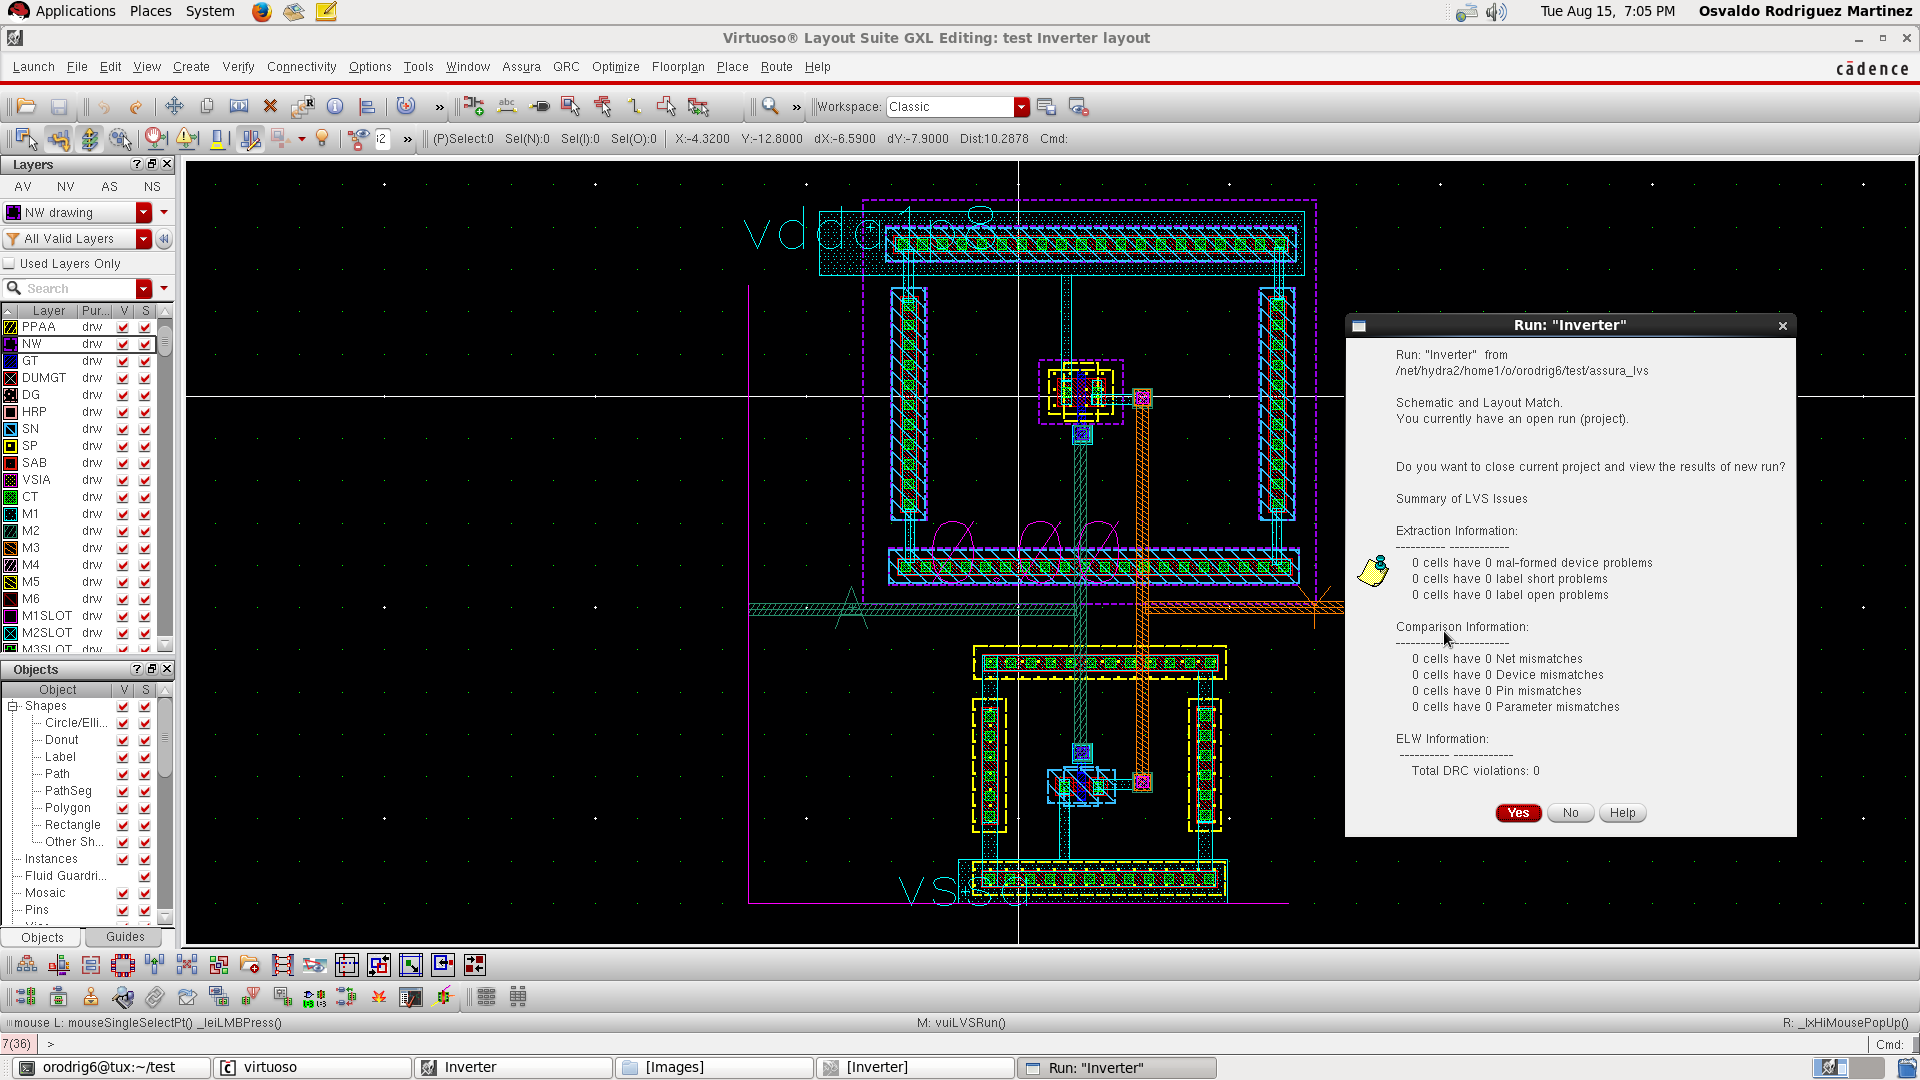 Applications Places System
Tue Aug 15, 7:05 PM Osvaldo Rodriguez Martinez
Virtuoso® Layout Suite GXL Editing: test Inverter layout
Launch File Edit View Create Verify Connectivity Options Tools Window Assura QRC Optimize Floorplan Place Route Help
cādence
abc
R
»
» Workspace: Classic
i2 » (P)Select:0 Sel(N):0 Sel(I):0 Sel(O):0 X:-4.3200 Y:-12.8000 dX:-6.5900 dY:-7.9000 Dist:10.2878 Cmd:
Layers
AV NV AS NS
NW drawing
All Valid Layers
Used Layers Only
Search
Layer Pur... V S
PPAA drw
NW drw
GT drw
DUMGT drw
DG drw
HRP drw
SN drw
SP drw
SAB drw
VSIA drw
CT drw
M1 drw
M2 drw
M3 drw
M4 drw
M5 drw
M6 drw
M1SLOT drw
M2SLOT drw
M3SLOT drw
Objects
Object V S
Shapes
Circle/Elli...
Donut
Label
Path
PathSeg
Polygon
Rectangle
Other Sh...
Instances
Fluid Guardri...
Mosaic
Pins
Objects Guides
A
Run: "Inverter"
Run: "Inverter" from
/net/hydra2/home1/o/orodrig6/test/assura_lvs
Schematic and Layout Match.
You currently have an open run (project).
Do you want to close current project and view the results of new run?
Summary of LVS Issues
Extraction Information:
---------- ------------
0 cells have 0 mal-formed device problems
0 cells have 0 label short problems
0 cells have 0 label open problems
Comparison Information:
0 cells have 0 Net mismatches
0 cells have 0 Device mismatches
0 cells have 0 Pin mismatches
0 cells have 0 Parameter mismatches
ELW Information:
---------- ------------
Total DRC violations: 0
Yes No Help
mouse L: mouseSingleSelectPt() _leiLMBPress()
M: vuiLVSRun()
R: _lxHiMousePopUp()
7(36) >
Cmd:
orodrig6@tux:~/test
virtuoso
Inverter
[Images]
[Inverter]
Run: "Inverter"